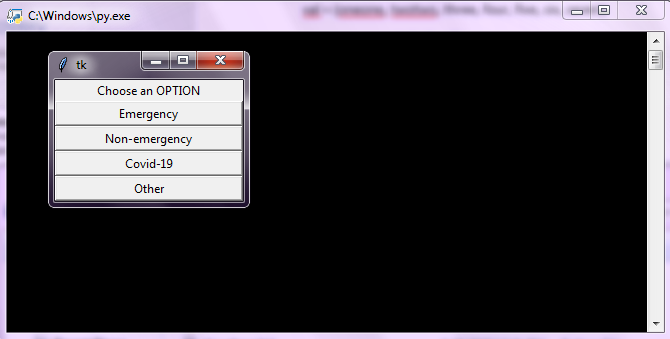 C:\Windows\py.exe
tk
Choose an OPTION
Emergency
Non-emergency
Covid-19
Other